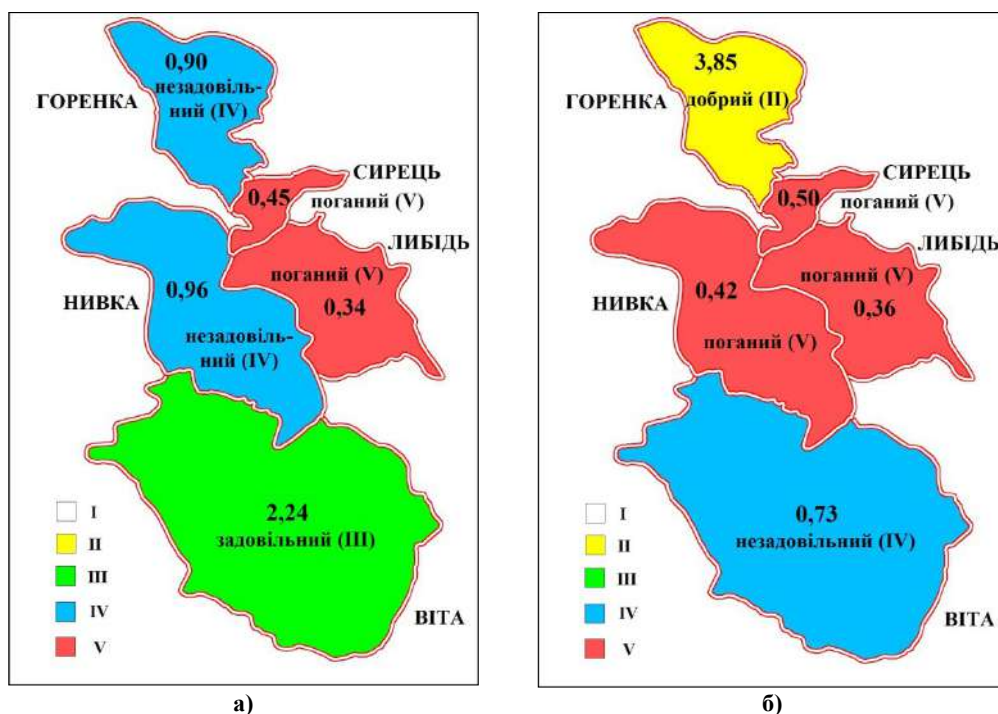 0,90
незадовіль-
ний (IV)
ГОРЕНКА
СИРЕЦЬ
0,45
поганий (V)
ЛИБІДЬ
поганий (V)
0,96
0,34
НИВКА
незадовіль-
ний (IV)
2,24
задовільний (III)
I
II
III
IV
V
ВІТА
а)
3,85
добрий (II)
ГОРЕНКА
СИРЕЦЬ
0,50
поганий (V)
ЛИБІДЬ
поганий (V)
0,42
0,36
НИВКА
поганий (V)
0,73
незадовільний (IV)
I
II
III
IV
V
ВІТА
б)